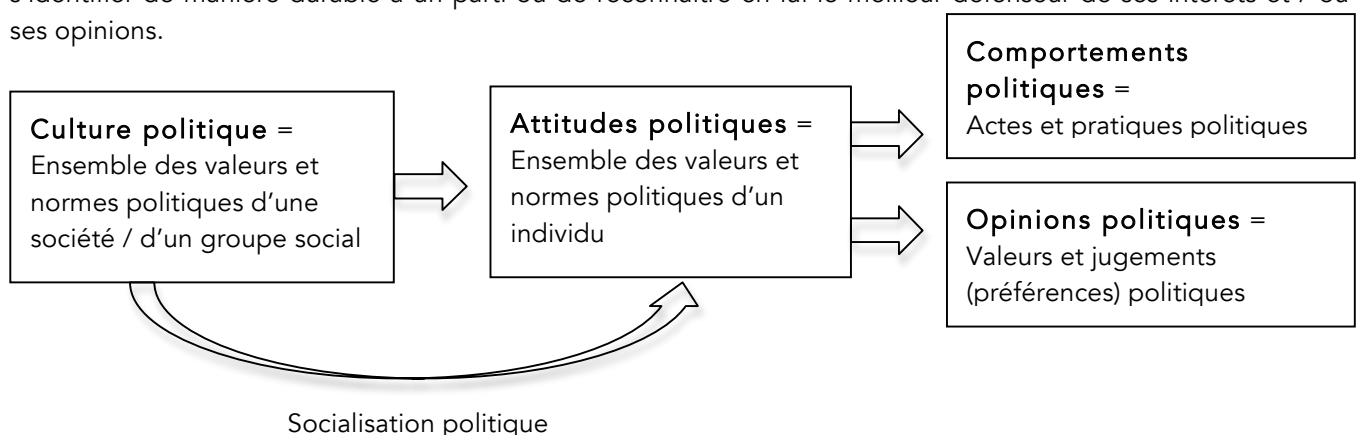 s'identifier de manière durable à un parti ou de reconnaître en lui le meilleur défenseur de ses intérêts et / ou
ses opinions.
Culture politique =
Ensemble des valeurs et
normes politiques d'une
société / d'un groupe social
Attitudes politiques =
Ensemble des valeurs et
normes politiques d'un
individu
Comportements
politiques =
Actes et pratiques politiques
Opinions politiques =
Valeurs et jugements
(préférences) politiques
Socialisation politique